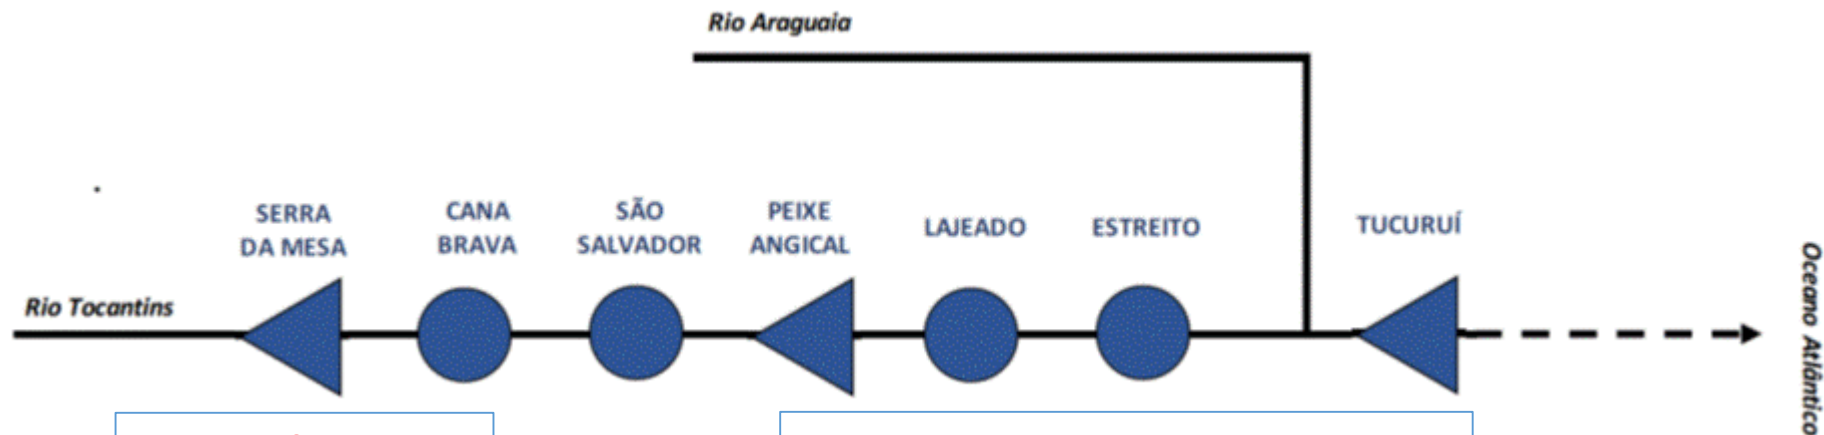 Rio Araguaia
SERRA
DA MESA
CANA
BRAVA
SÃO
SALVADOR
PEIXE
ANGICAL
LAJEADO
ESTREITO
TUCURUÍ
Rio Tocantins
Oceano Atlântico